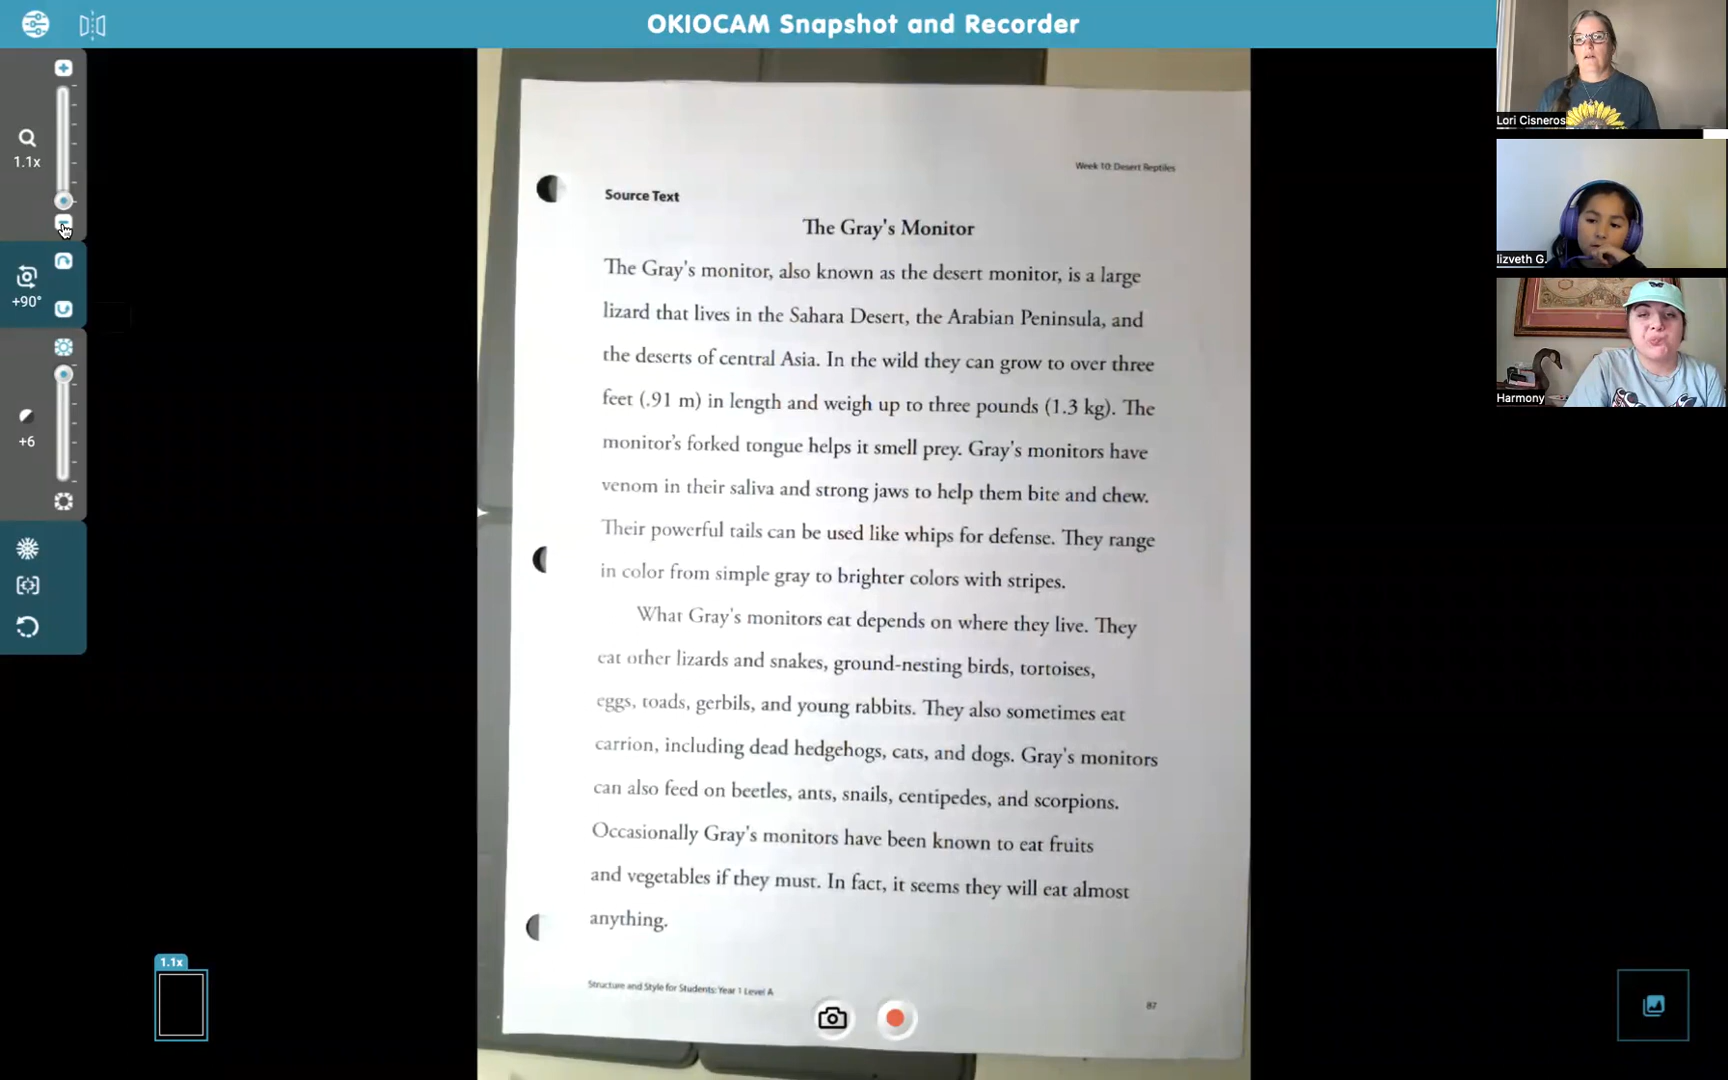 OKIOCAM Snapshot and Recorder
1.1x
+90°
+6
Week 10: Desert Reptiles
Source Text
The Gray's Monitor
The Gray's monitor, also known as the desert monitor, is a large
lizard that lives in the Sahara Desert, the Arabian Peninsula, and
the deserts of central Asia. In the wild they can grow to over three
feet (.91 m) in length and weigh up to three pounds (1.3 kg). The
monitor's forked tongue helps it smell prey. Gray's monitors have
venom in their saliva and strong jaws to help them bite and chew.
Their powerful tails can be used like whips for defense. They range
in color from simple gray to brighter colors with stripes.
What Gray's monitors eat depends on where they live. They
eat other lizards and snakes, ground-nesting birds, tortoises,
eggs, toads, gerbils, and young rabbits. They also sometimes eat
carrion, including dead hedgehogs, cats, and dogs. Gray's monitors
can also feed on beetles, ants, snails, centipedes, and scorpions.
Occasionally Gray's monitors have been known to eat fruits
and vegetables if they must. In fact, it seems they will eat almost
anything.
Structure and Style for Students: Year 1 Level A
87
1.1x
Lori Cisneros
lizveth G.
Harmony